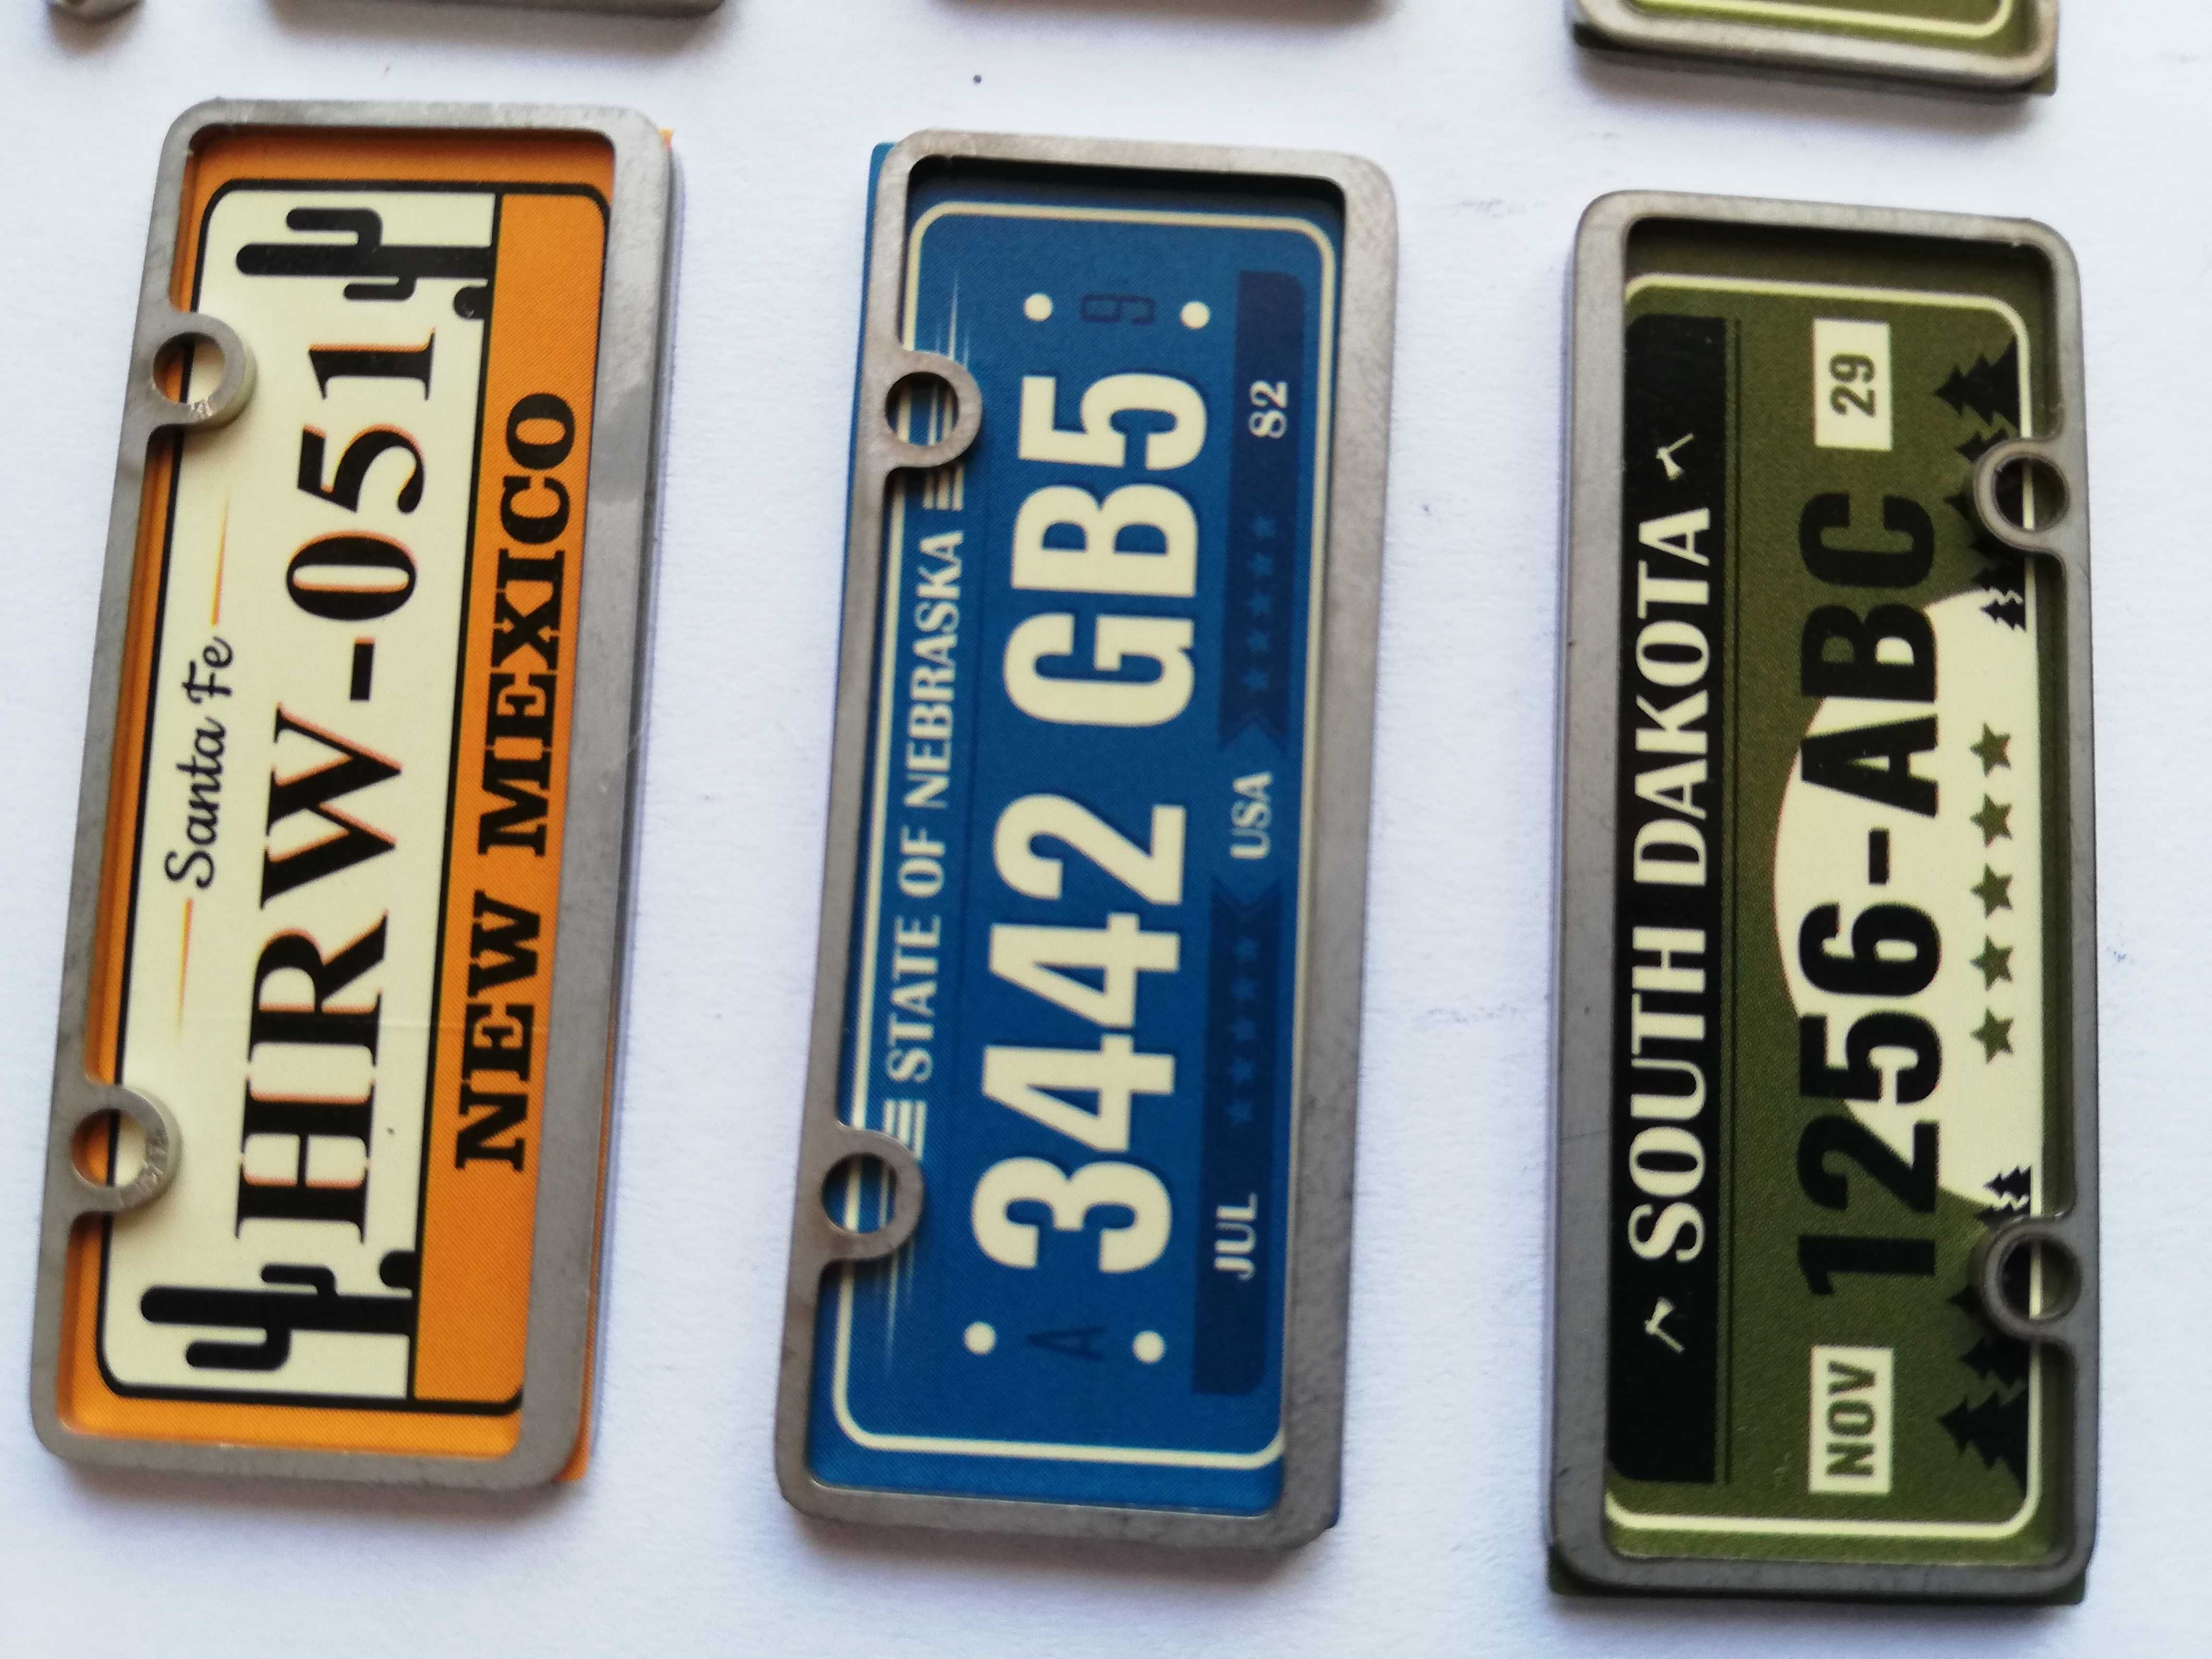 Santa Fe
HRW-051
NEW MEXICO
STATE OF NEBRASKA
A 3442 GB5 9
JUL USA 82
SOUTH DAKOTA
NOV 1256-ABC 29